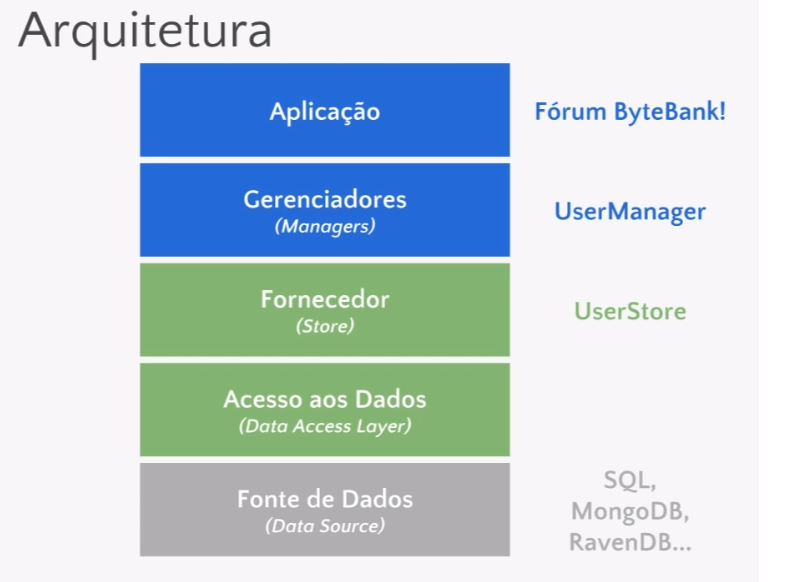 Arquitetura
Aplicação
Fórum ByteBank!
Gerenciadores
(Managers)
UserManager
Fornecedor
(Store)
UserStore
Acesso aos Dados
(Data Access Layer)
Fonte de Dados
(Data Source)
SQL,
MongoDB,
RavenDB...